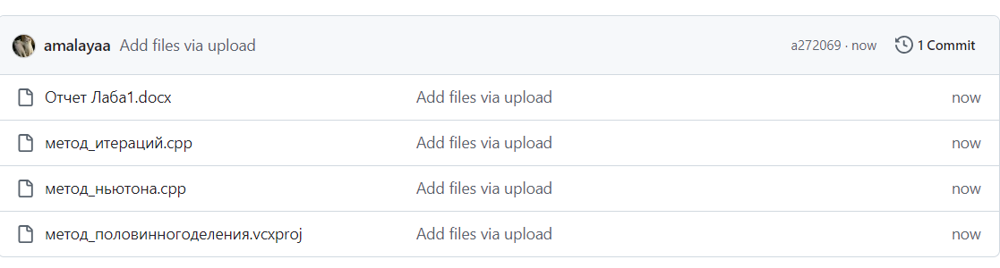 amalayaa Add files via upload a272069 · now 1 Commit
Отчет Лаба1.docx Add files via upload now
метод_итераций.cpp Add files via upload now
метод_ньютона.cpp Add files via upload now
метод_половинногоделения.vcxproj Add files via upload now